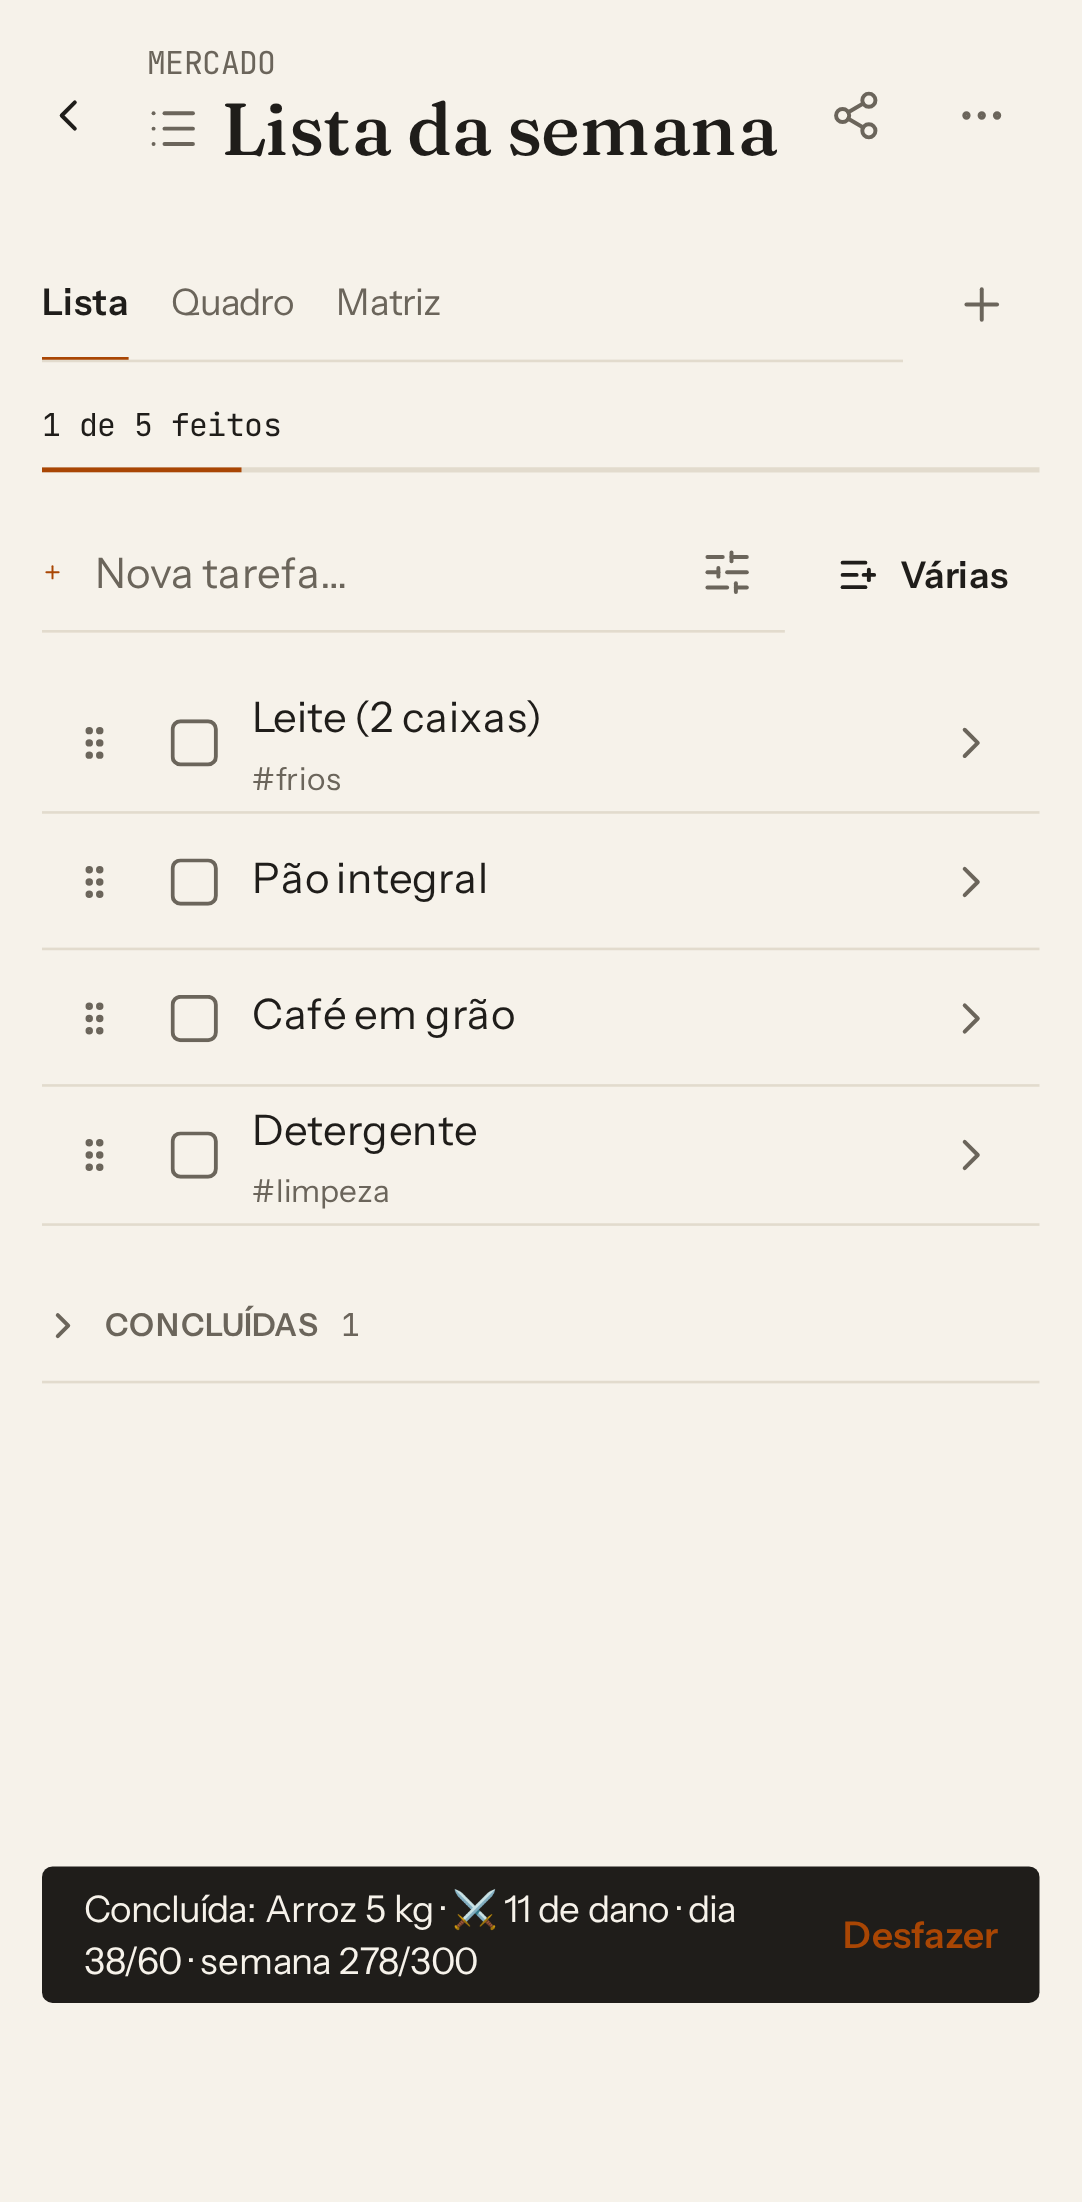 MERCADO
Lista da semana
Lista Quadro Matriz
1 de 5 feitos
+ Nova tarefa... Várias
Leite (2 caixas)
#frios
Pão integral
Café em grão
Detergente
#limpeza
CONCLUÍDAS 1
Concluída: Arroz 5 kg · ⚔️ 11 de dano · dia
38/60 · semana 278/300
Desfazer